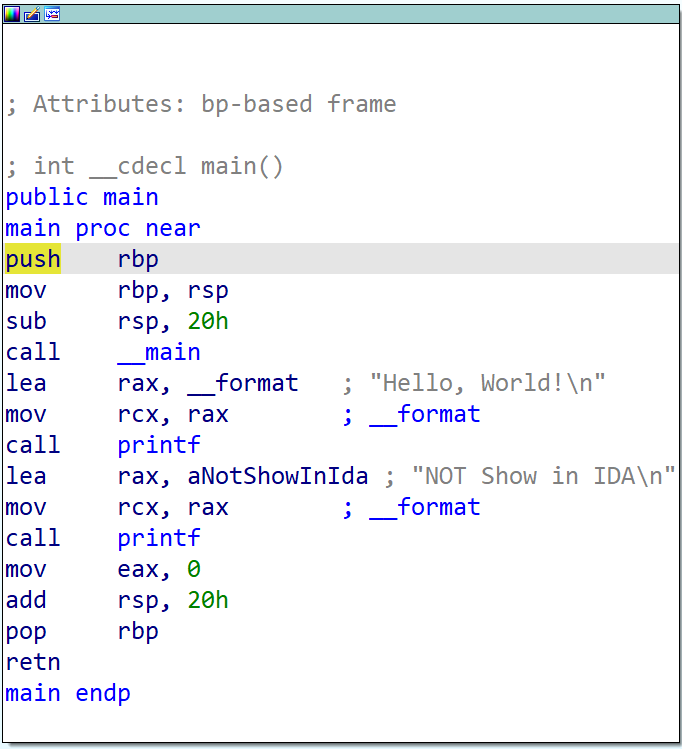 ; Attributes: bp-based frame
; int __cdecl main()
public main
main proc near
push    rbp
mov     rbp, rsp
sub     rsp, 20h
call    __main
lea     rax, __format   ; "Hello, World!\n"
mov     rcx, rax        ; __format
call    printf
lea     rax, aNotShowInIda ; "NOT Show in IDA\n"
mov     rcx, rax        ; __format
call    printf
mov     eax, 0
add     rsp, 20h
pop     rbp
retn
main endp